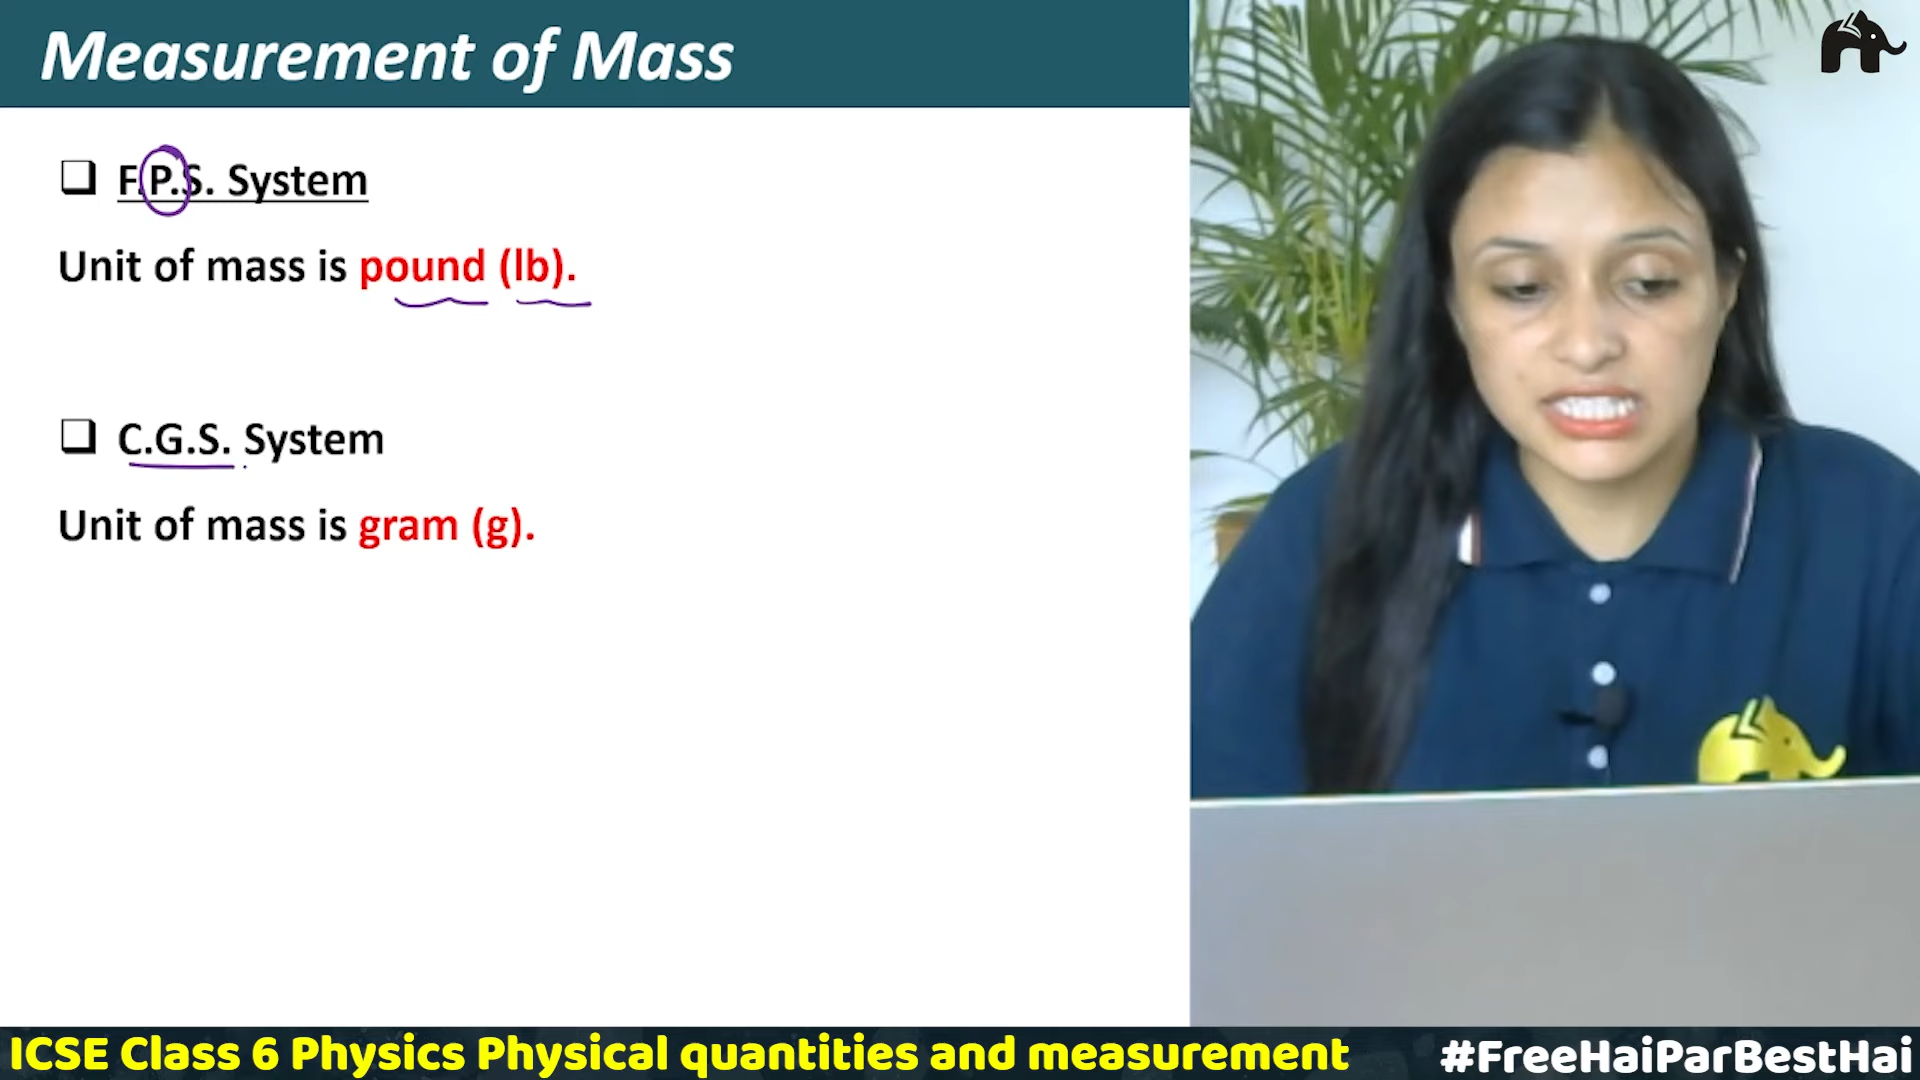 Measurement of Mass
F.P.S. System
Unit of mass is pound (lb).
C.G.S. System
Unit of mass is gram (g).
ICSE Class 6 Physics Physical quantities and measurement
#FreeHaiParBestHai